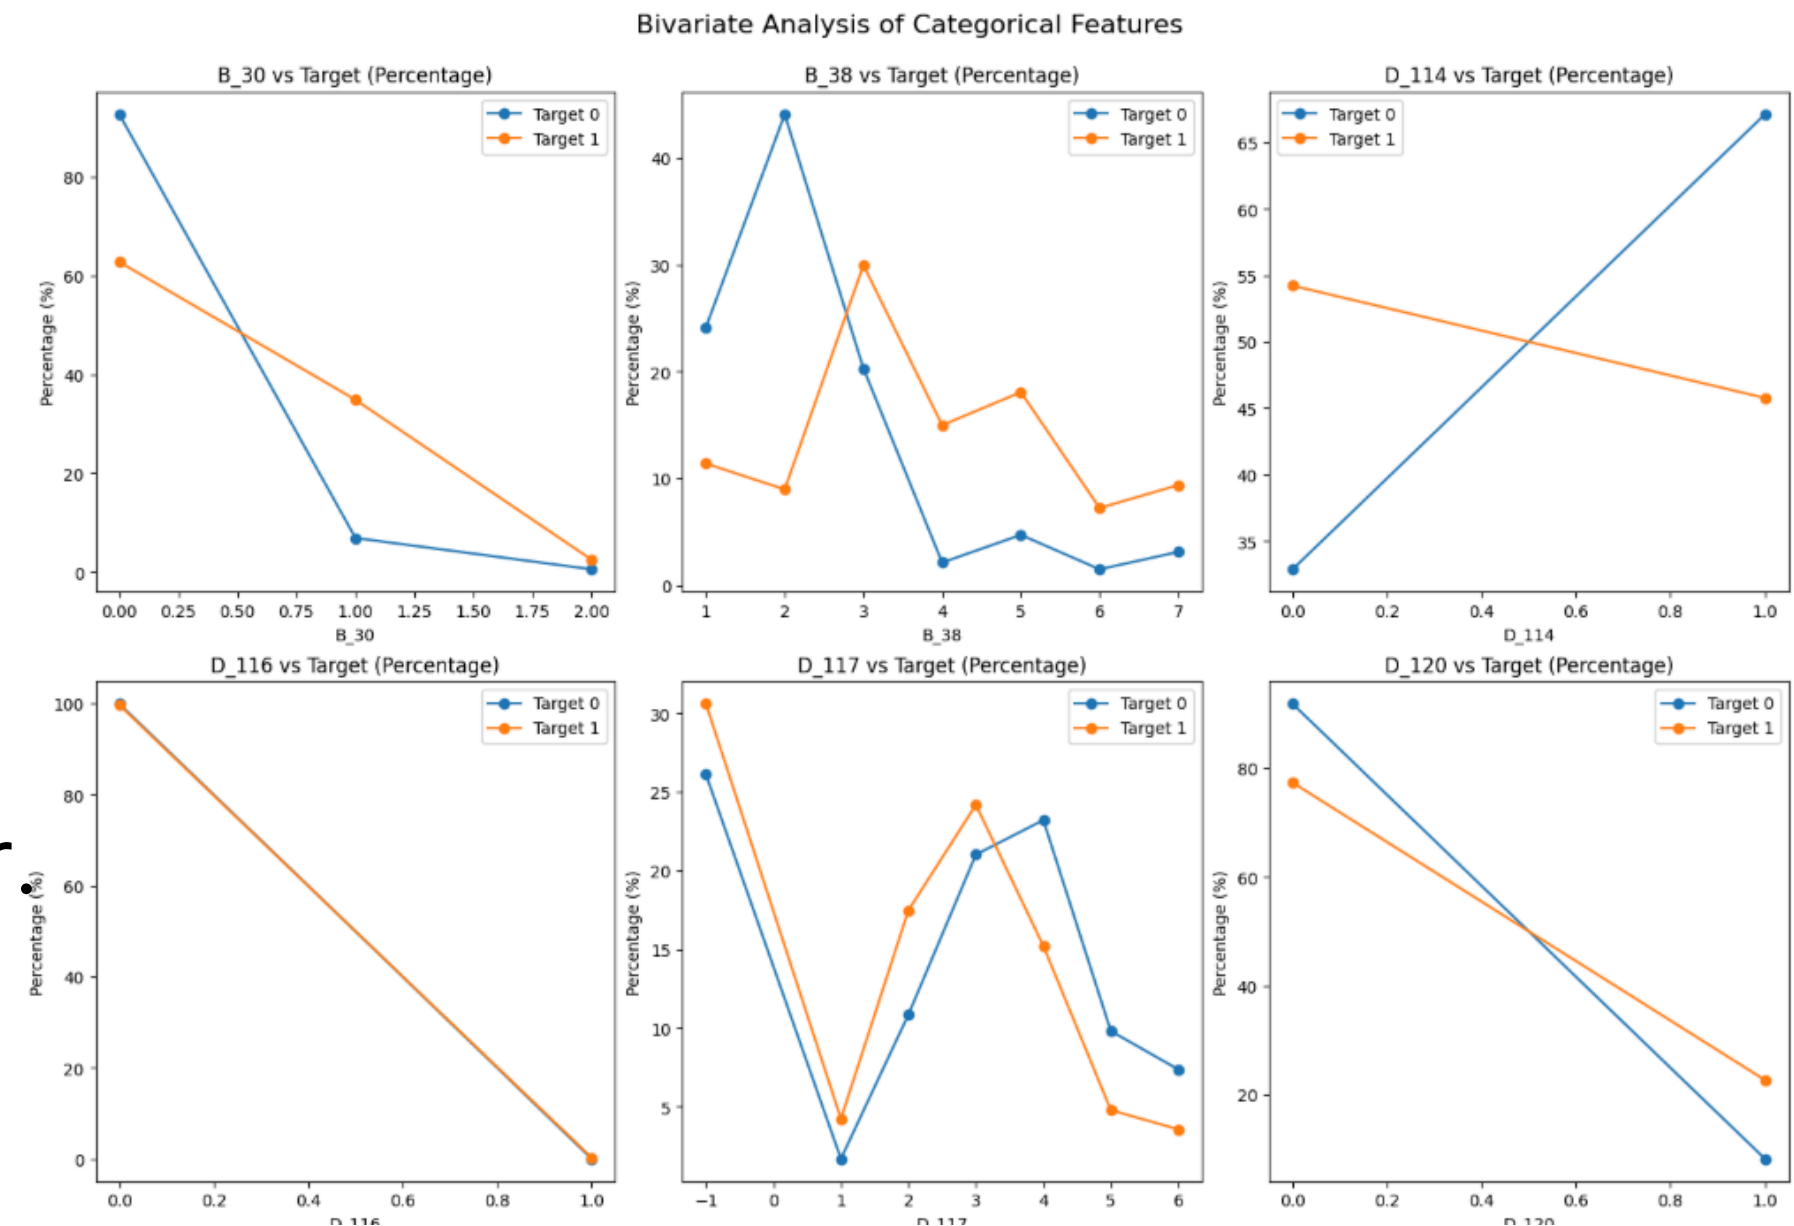 Bivariate Analysis of Categorical Features
B_30 vs Target (Percentage)
Target 0
Target 1
Percentage (%)
80
60
40
20
0
0.00 0.25 0.50 0.75 1.00 1.25 1.50 1.75 2.00
B_30
B_38 vs Target (Percentage)
Target 0
Target 1
Percentage (%)
40
30
20
10
0
1 2 3 4 5 6 7
B_38
D_114 vs Target (Percentage)
Target 0
Target 1
Percentage (%)
65
60
55
50
45
40
35
0.0 0.2 0.4 0.6 0.8 1.0
D_114
D_116 vs Target (Percentage)
Target 0
Target 1
Percentage (%)
100
80
60
40
20
0
0.0 0.2 0.4 0.6 0.8 1.0
D_116
D_117 vs Target (Percentage)
Target 0
Target 1
Percentage (%)
30
25
20
15
10
5
−1 0 1 2 3 4 5 6
D_117
D_120 vs Target (Percentage)
Target 0
Target 1
Percentage (%)
80
60
40
20
0.0 0.2 0.4 0.6 0.8 1.0
D_120